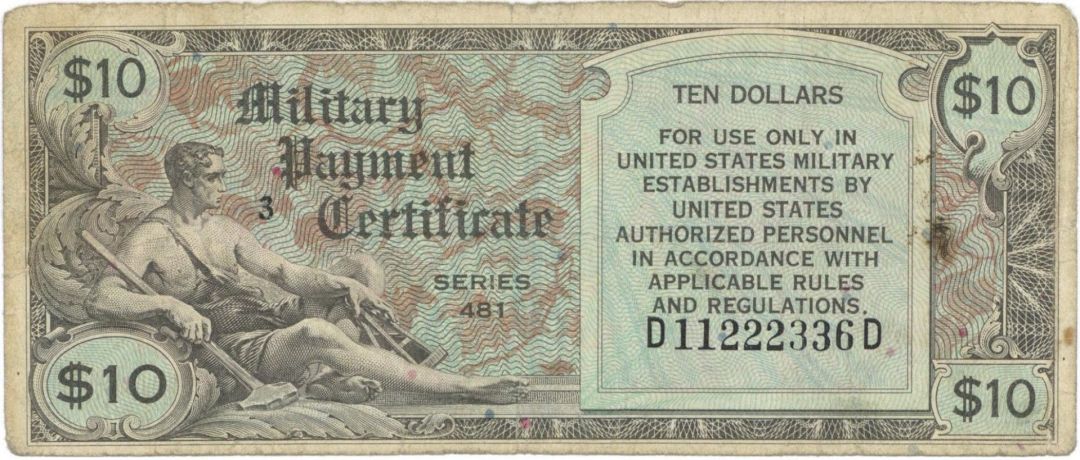 $10
Military
Payment
Certificate
3
SERIES
481
$10
TEN DOLLARS
FOR USE ONLY IN
UNITED STATES MILITARY
ESTABLISHMENTS BY
UNITED STATES
AUTHORIZED PERSONNEL
IN ACCORDANCE WITH
APPLICABLE RULES
AND REGULATIONS.
D11222336D
$10
$10